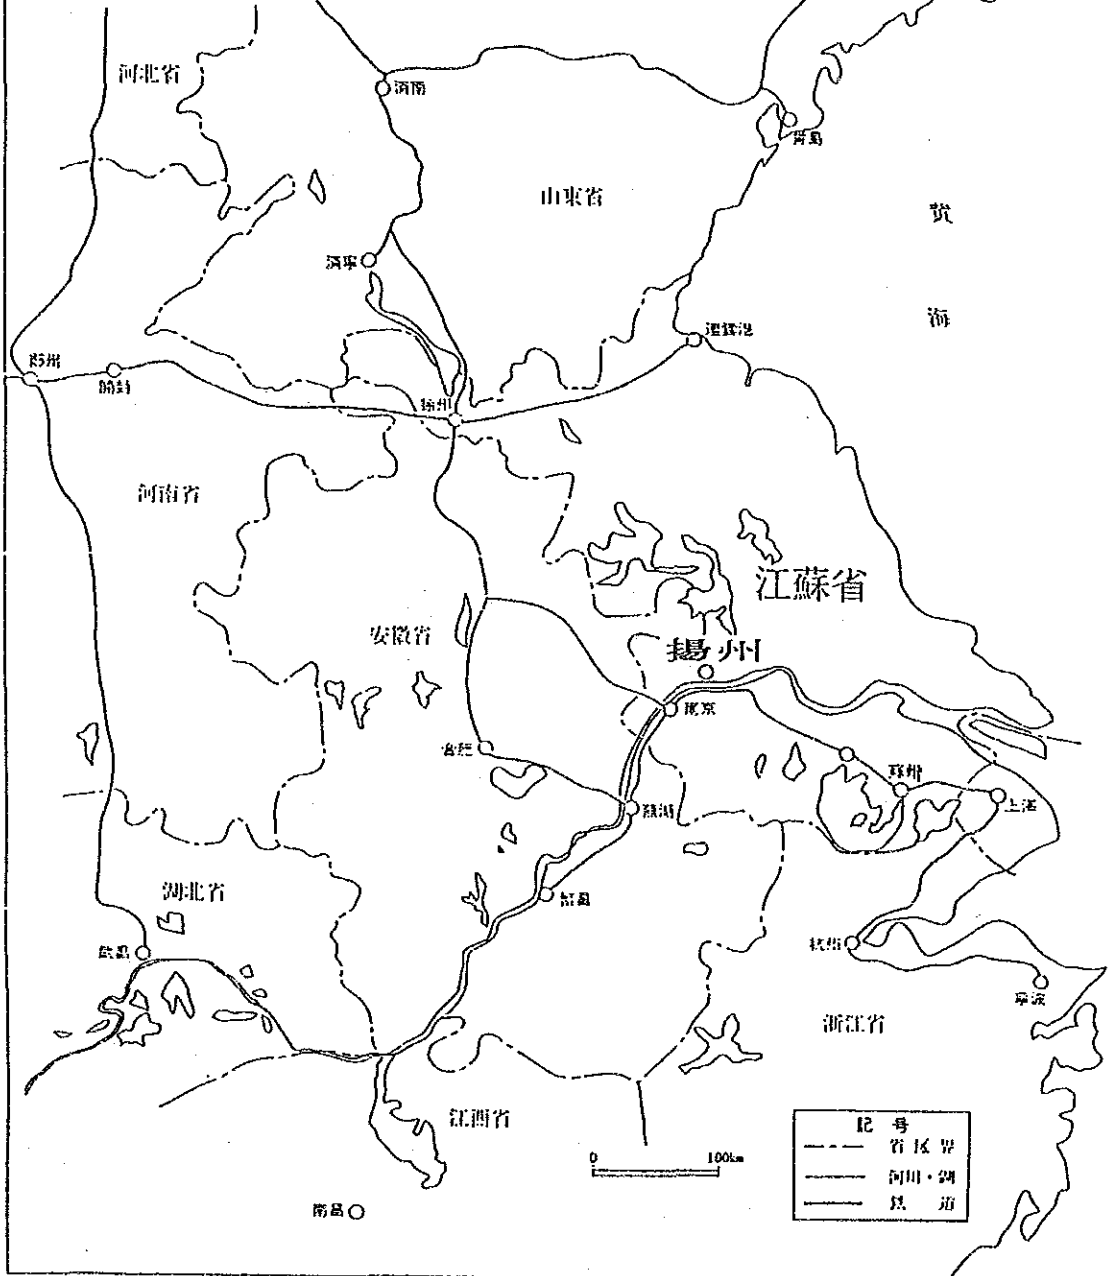 河北省
済南
青島
山東省
黄
海
済寧
連雲港
鄭州
開封
徐州
河南省
江蘇省
安徽省
揚州
南京
合肥
蘇州
上海
蕪湖
湖北省
武昌
杭州
寧波
浙江省
江西省
記号
省区界
河川・湖
鉄道
0 100km
南昌